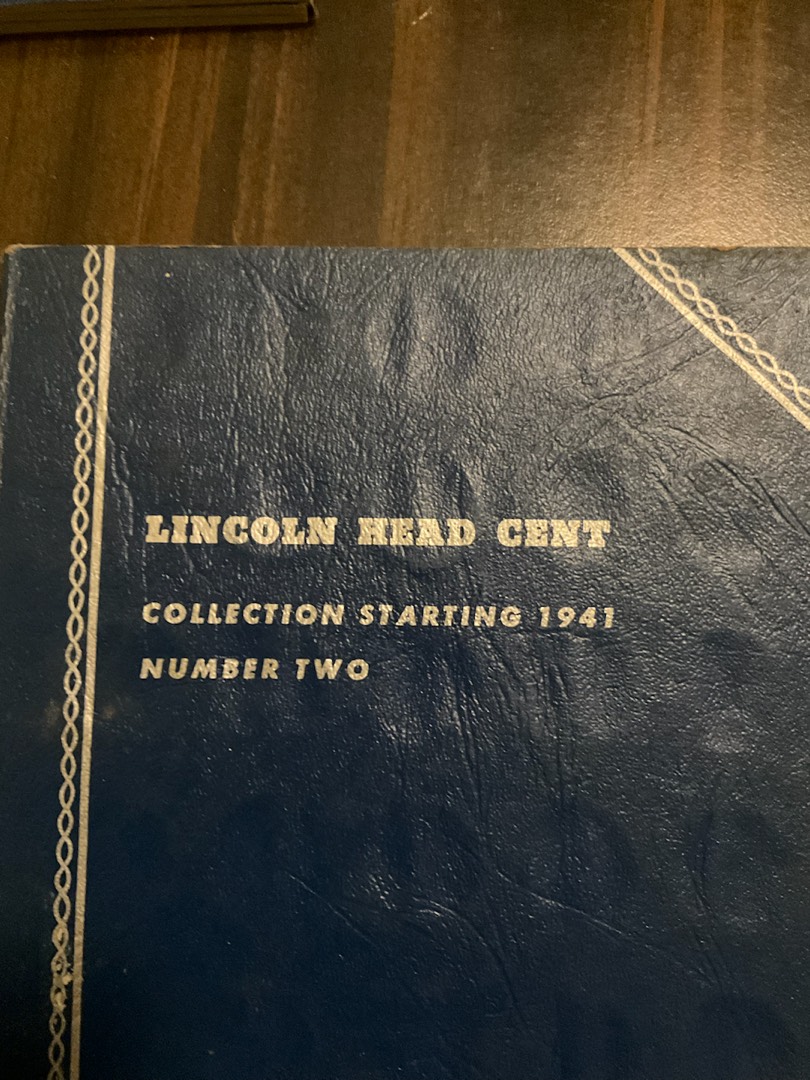 LINCOLN HEAD CENT
COLLECTION STARTING 1941
NUMBER TWO